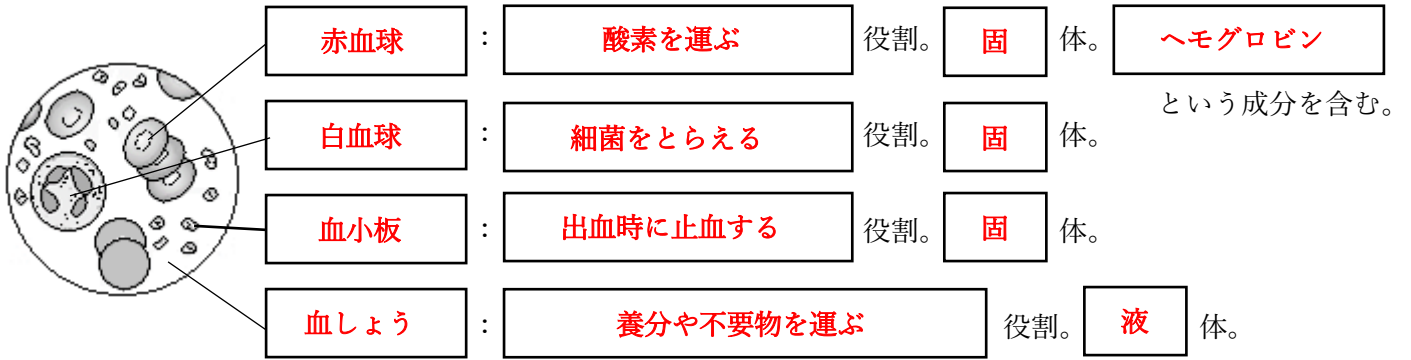 赤血球 : 酸素を運ぶ 役割。 固 体。 ヘモグロビン
という成分を含む。
白血球 : 細菌をとらえる 役割。 固 体。
血小板 : 出血時に止血する 役割。 固 体。
血しょう : 養分や不要物を運ぶ 役割。 液 体。